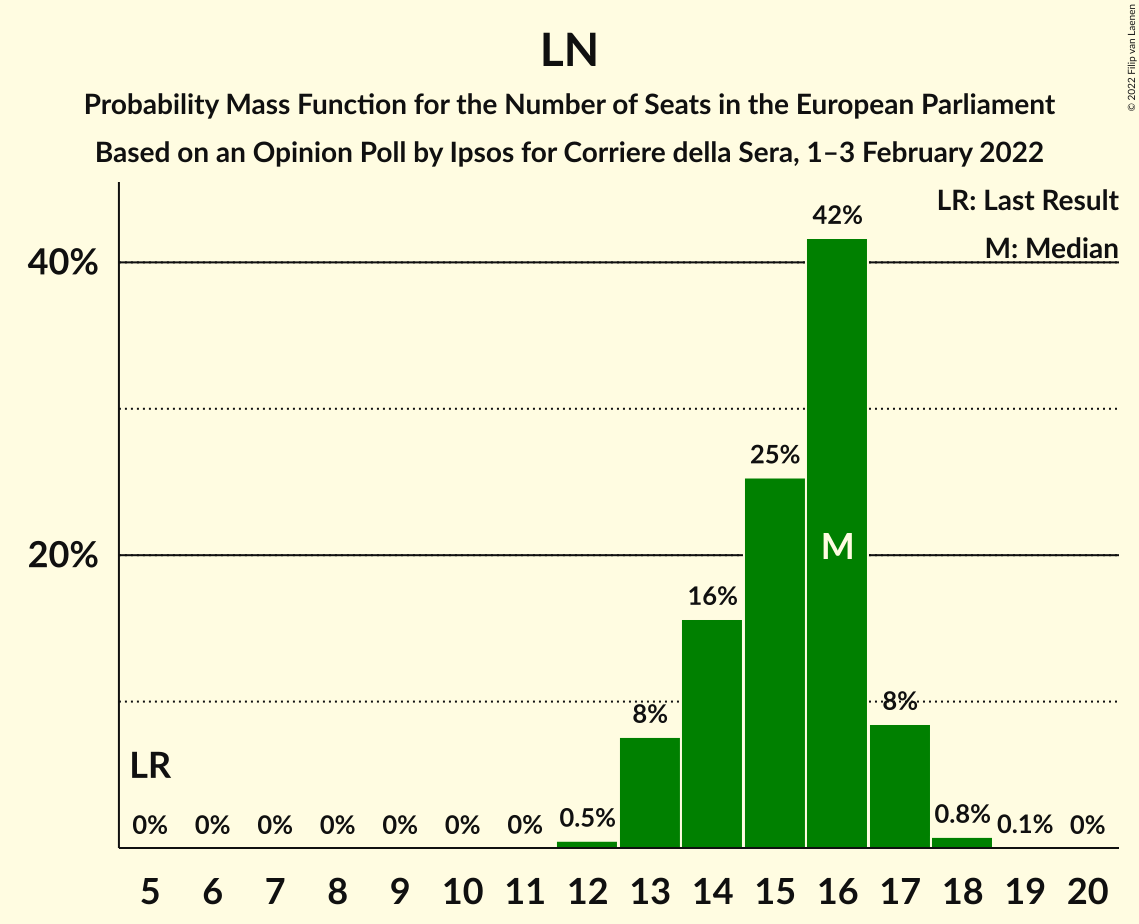 LN
Probability Mass Function for the Number of Seats in the European Parliament
Based on an Opinion Poll by Ipsos for Corriere della Sera, 1–3 February 2022
© 2022 Filip van Laenen
LR: Last Result
M: Median
42%
40%
25%
20%
M
16%
8%
8%
LR
0% 0% 0% 0% 0% 0% 0% 0.5% 0.8% 0.1% 0%
5 6 7 8 9 10 11 12 13 14 15 16 17 18 19 20